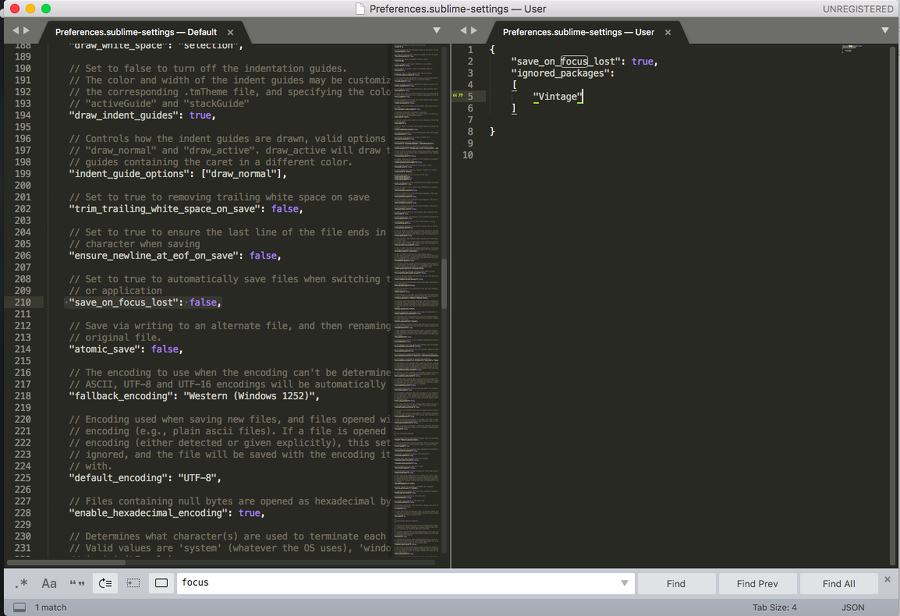 Preferences.sublime-settings — User
UNREGISTERED
Preferences.sublime-settings — Default ×
188 "draw_white_space": "selection",
189
190 // Set to false to turn off the indentation guides.
191 // The color and width of the indent guides may be customiz
192 // the corresponding .tmTheme file, and specifying the colo
193 // "activeGuide" and "stackGuide"
194 "draw_indent_guides": true,
195
196 // Controls how the indent guides are drawn, valid options
197 // "draw_normal" and "draw_active". draw_active will draw t
198 // guides containing the caret in a different color.
199 "indent_guide_options": ["draw_normal"],
200
201 // Set to true to removing trailing white space on save
202 "trim_trailing_white_space_on_save": false,
203
204 // Set to true to ensure the last line of the file ends in
205 // character when saving
206 "ensure_newline_at_eof_on_save": false,
207
208 // Set to true to automatically save files when switching t
209 // or application
210 "save_on_focus_lost": false,
211
212 // Save via writing to an alternate file, and then renaming
213 // original file.
214 "atomic_save": false,
215
216 // The encoding to use when the encoding can't be determine
217 // ASCII, UTF-8 and UTF-16 encodings will be automatically
218 "fallback_encoding": "Western (Windows 1252)",
219
220 // Encoding used when saving new files, and files opened wi
221 // encoding (e.g., plain ascii files). If a file is opened
222 // encoding (either detected or given explicitly), this set
223 // ignored, and the file will be saved with the encoding it
224 // with.
225 "default_encoding": "UTF-8",
226
227 // Files containing null bytes are opened as hexadecimal by
228 "enable_hexadecimal_encoding": true,
229
230 // Determines what character(s) are used to terminate each
231 // Valid values are 'system' (whatever the OS uses), 'windo
Preferences.sublime-settings — User ×
1 {
2 "save_on_focus_lost": true,
3 "ignored_packages":
4 [
5 "Vintage"
6 ]
7
8 }
9
10
.* Aa “” focus Find Find Prev Find All ×
1 match Tab Size: 4 JSON